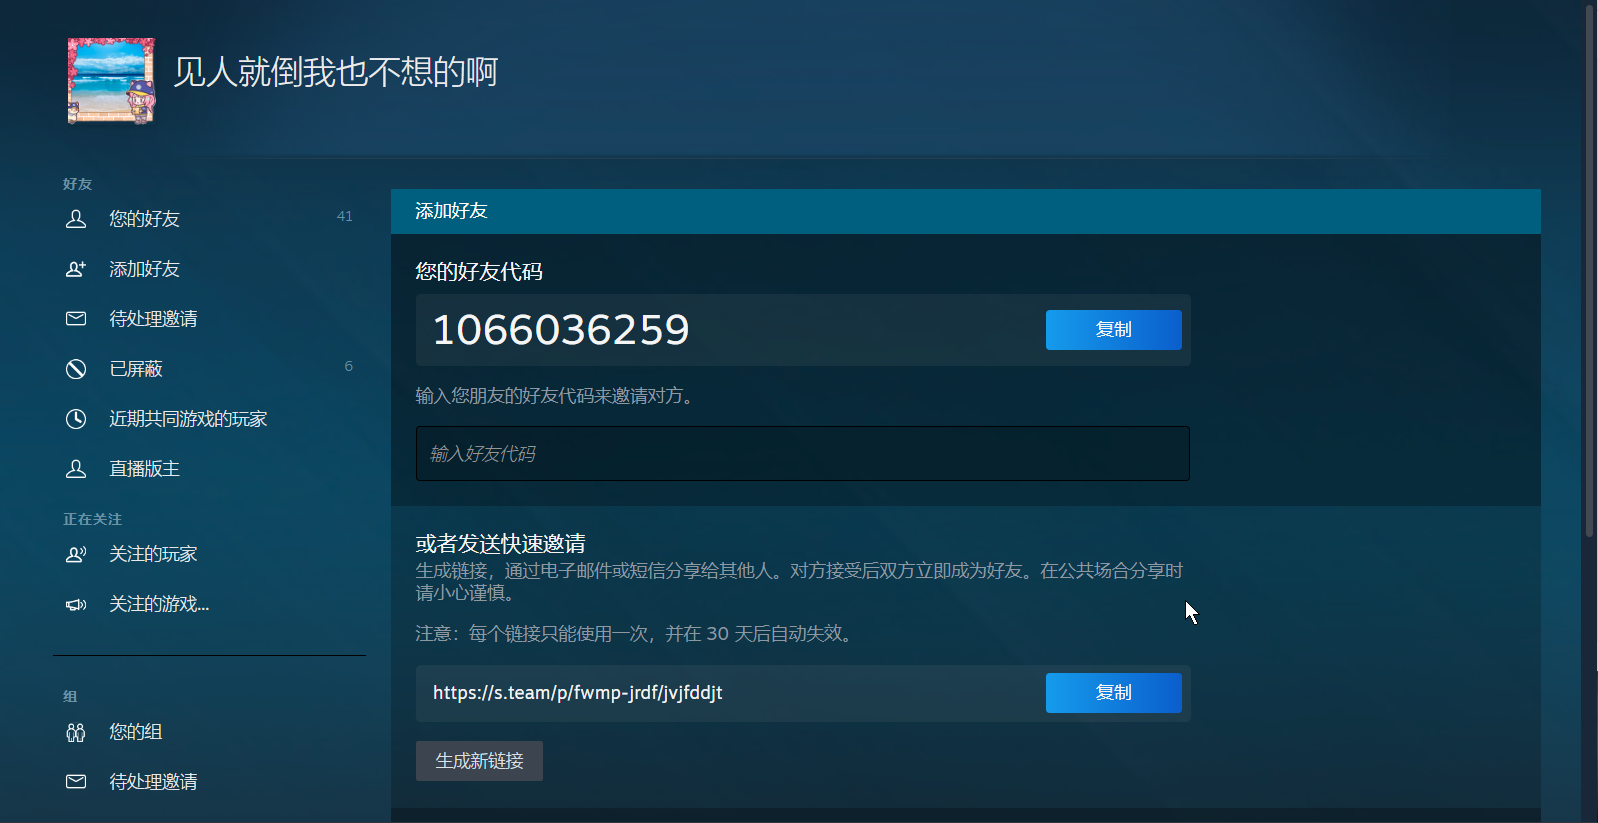 见人就倒我也不想的啊
好友
您的好友 41
添加好友
待处理邀请
已屏蔽 6
近期共同游戏的玩家
直播版主
正在关注
关注的玩家
关注的游戏...
组
您的组
待处理邀请
添加好友
您的好友代码
1066036259 复制
输入您朋友的好友代码来邀请对方。
输入好友代码
或者发送快速邀请
生成链接，通过电子邮件或短信分享给其他人。对方接受后双方立即成为好友。在公共场合分享时
请小心谨慎。
注意：每个链接只能使用一次，并在 30 天后自动失效。
https://s.team/p/fwmp-jrdf/jvjfddjt 复制
生成新链接